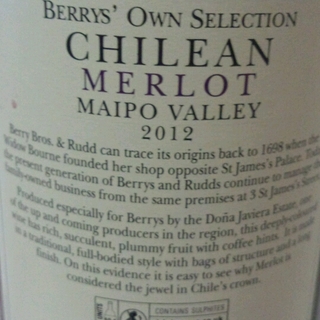 BERRYS' OWN SELECTION
CHILEAN
MERLOT
MAIPO VALLEY
2012
Berry Bros. & Rudd can trace its origins back to 1698 when the
Widow Bourne founded her shop opposite St James's Palace. Today
the present generation of Berrys and Rudds continue to manage the
family-owned business from the same premises at 3 St James's Street.
Produced especially for Berrys by the Doña Javiera Estate, one
of the up and coming producers in the region, this deeply-coloured
wine has rich, succulent, plummy fruit with coffee hints. It is made
in a traditional, full-bodied style with bags of structure and a long
finish. On this evidence it is easy to see why Merlot is
considered the jewel in Chile's crown.
CONTAINS SULPHITES